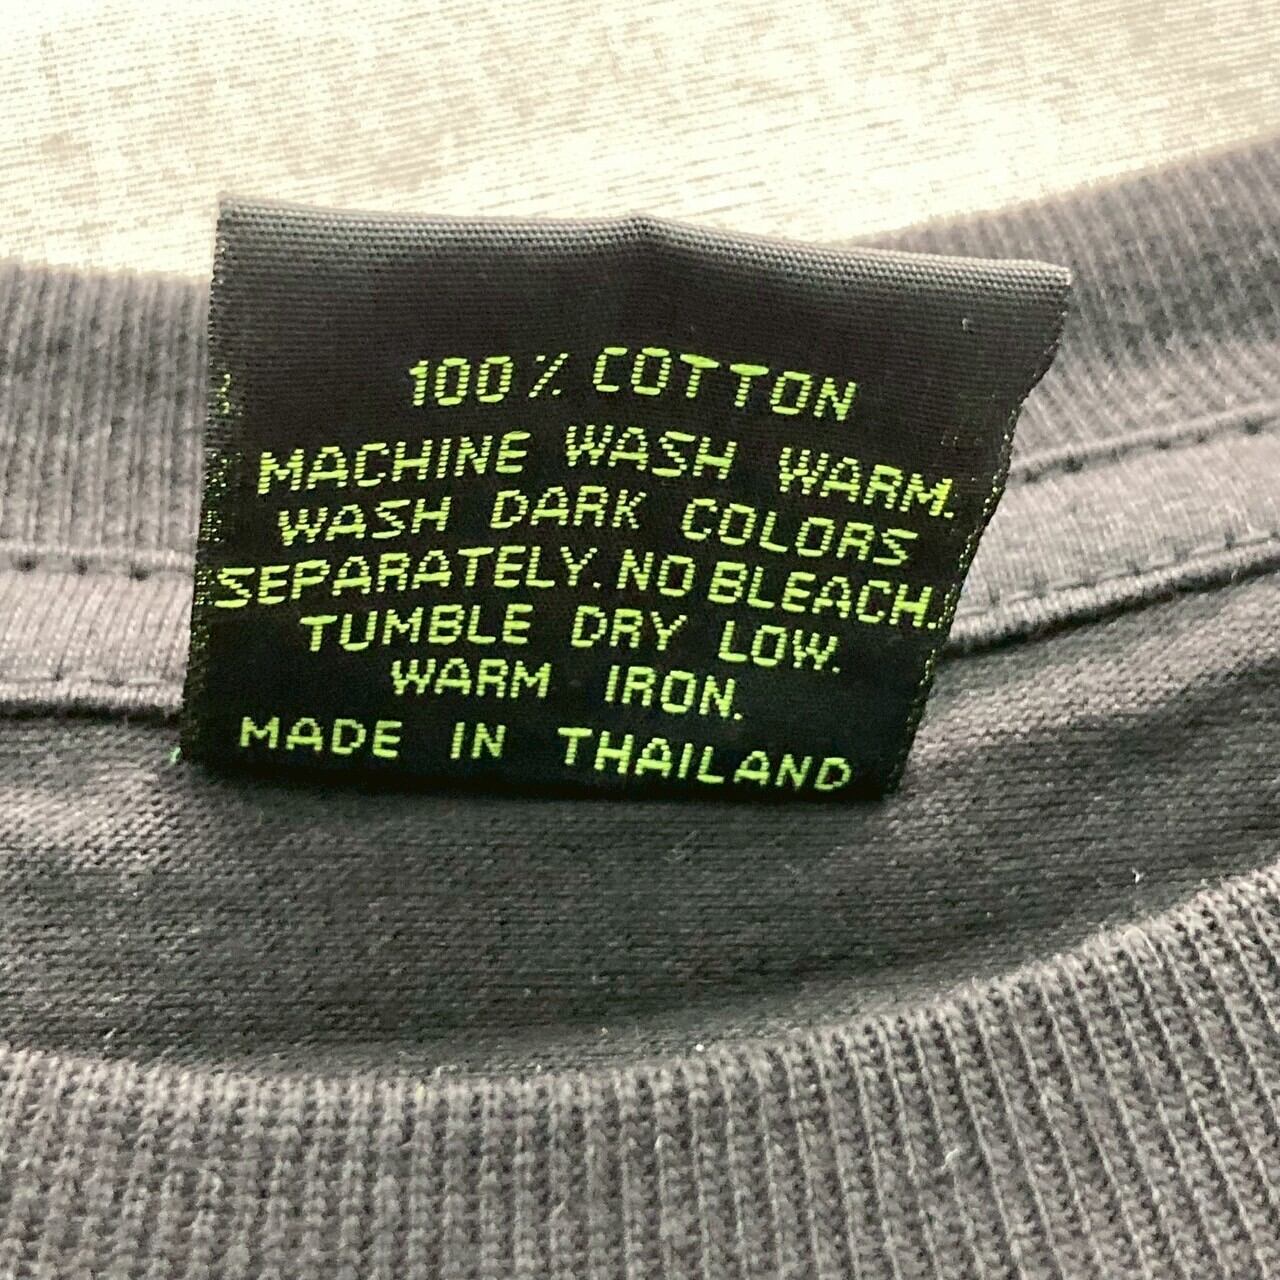 100% COTTON
MACHINE WASH WARM.
WASH DARK COLORS
SEPARATELY. NO BLEACH.
TUMBLE DRY LOW.
WARM IRON.
MADE IN THAILAND